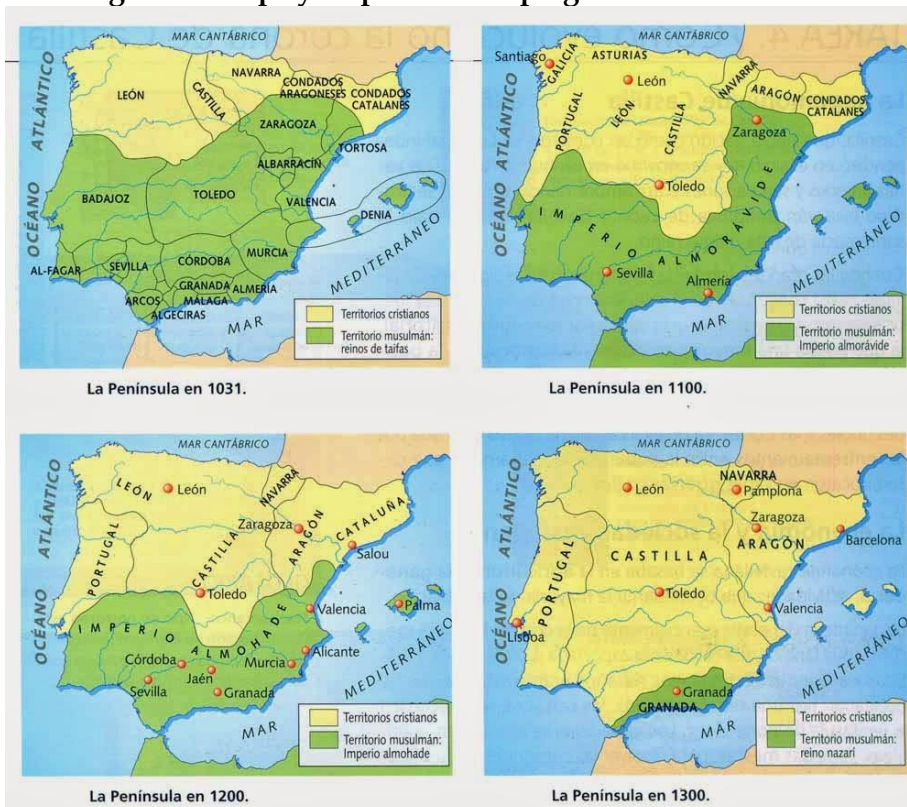 MAR CANTÁBRICO
OCÉANO ATLÁNTICO
LEÓN
CASTILLA
NAVARRA
CONDADOS
ARAGONESES
CONDADOS
CATALANES
ZARAGOZA
TORTOSA
ALBARRACÍN
BADAJOZ
TOLEDO
VALENCIA
DENIA
AL-FAGAR
SEVILLA
CÓRDOBA
MURCIA
GRANADA
ALMERÍA
ARCOS
MÁLAGA
ALGECIRAS
MAR MEDITERRÁNEO
Territorios cristianos
Territorio musulmán:
reinos de taifas
La Península en 1031.
MAR CANTÁBRICO
OCÉANO ATLÁNTICO
Santiago
GALICIA
ASTURIAS
León
NAVARRA
ARAGÓN
CONDADOS
CATALANES
PORTUGAL
LEÓN
CASTILLA
Zaragoza
Toledo
IMPERIO ALMORÁVIDE
Sevilla
Almería
MAR MEDITERRÁNEO
Territorios cristianos
Territorio musulmán:
Imperio almorávide
La Península en 1100.
MAR CANTÁBRICO
OCÉANO ATLÁNTICO
LEÓN
León
NAVARRA
Zaragoza
ARAGÓN
CATALUÑA
Salou
PORTUGAL
CASTILLA
Toledo
Valencia
Palma
IMPERIO ALMOHADE
Córdoba
Jaén
Murcia
Alicante
Sevilla
Granada
MAR MEDITERRÁNEO
Territorios cristianos
Territorio musulmán:
Imperio almohade
La Península en 1200.
MAR CANTÁBRICO
OCÉANO ATLÁNTICO
León
NAVARRA
Pamplona
Zaragoza
ARAGÓN
Barcelona
PORTUGAL
CASTILLA
Toledo
Valencia
Lisboa
Granada
GRANADA
MAR MEDITERRÁNEO
Territorios cristianos
Territorio musulmán:
reino nazarí
La Península en 1300.